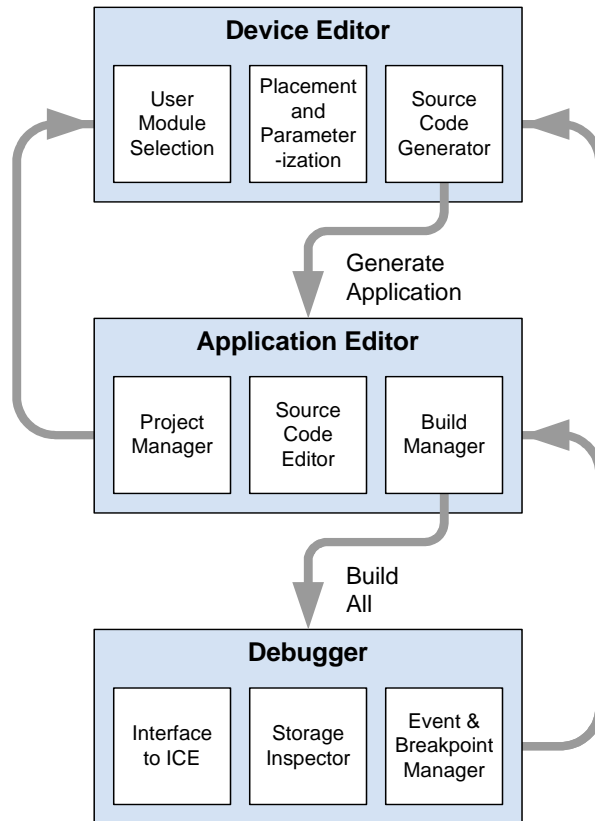 Device Editor
User
Module
Selection
Placement
and
Parameter
-ization
Source
Code
Generator
Generate
Application
Application Editor
Project
Manager
Source
Code
Editor
Build
Manager
Build
All
Debugger
Interface
to ICE
Storage
Inspector
Event &
Breakpoint
Manager